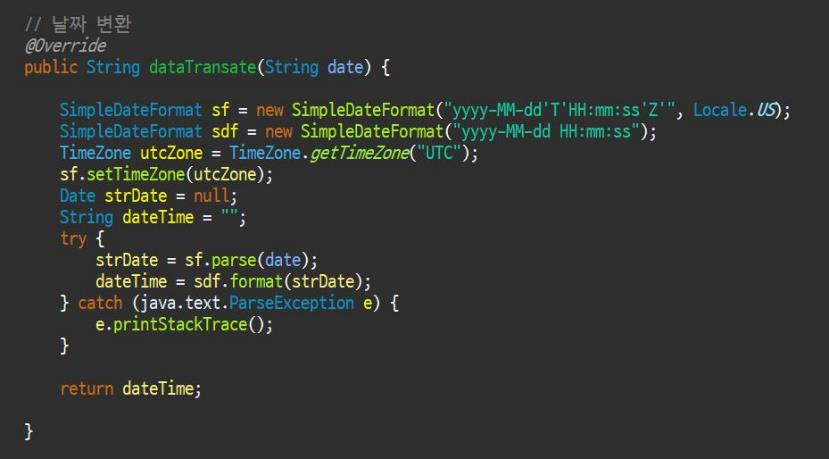 // 날짜 변환
@Override
public String dataTransate(String date) {
SimpleDateFormat sf = new SimpleDateFormat("yyyy-MM-dd'T'HH:mm:ss'Z'", Locale.US);
SimpleDateFormat sdf = new SimpleDateFormat("yyyy-MM-dd HH:mm:ss");
TimeZone utcZone = TimeZone.getTimeZone("UTC");
sf.setTimeZone(utcZone);
Date strDate = null;
String dateTime = "";
try {
strDate = sf.parse(date);
dateTime = sdf.format(strDate);
} catch (java.text.ParseException e) {
e.printStackTrace();
}
return dateTime;
}